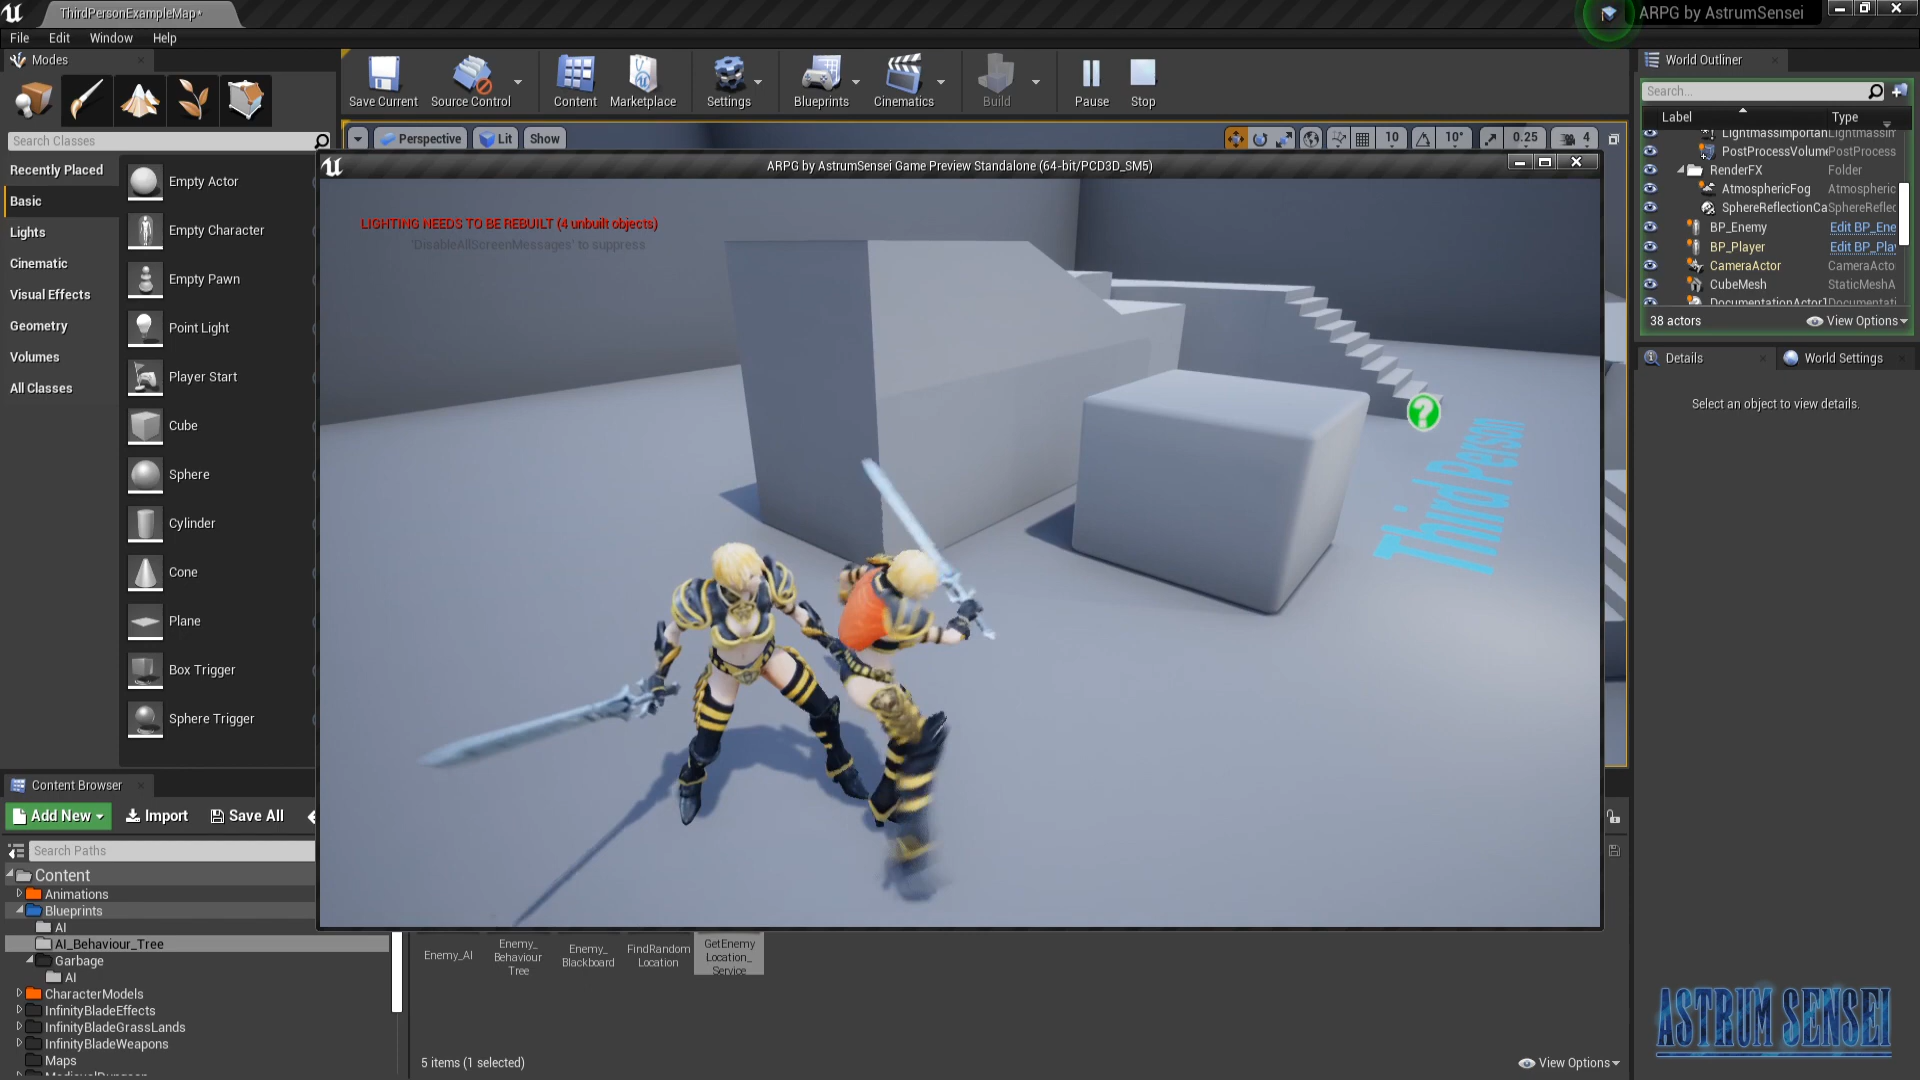 ThirdPersonExampleMap*
ARPG by AstrumSensei
File Edit Window Help
Modes
Save Current
Source Control
Content
Marketplace
Settings
Blueprints
Cinematics
Build
Pause
Stop
Search Classes
Recently Placed
Basic
Lights
Cinematic
Visual Effects
Geometry
Volumes
All Classes
Empty Actor
Empty Character
Empty Pawn
Point Light
Player Start
Cube
Sphere
Cylinder
Cone
Plane
Box Trigger
Sphere Trigger
Perspective
Lit
Show
10
10°
0.25
4
ARPG by AstrumSensei Game Preview Standalone (64-bit/PCD3D_SM5)
LIGHTING NEEDS TO BE REBUILT (4 unbuilt objects)
'DisableAllScreenMessages' to suppress
Third Person
World Outliner
Search...
Label Type
LightmassImportan LightmassIm
PostProcessVolume PostProcess
RenderFX Folder
AtmosphericFog Atmospheric
SphereReflectionCa SphereReflec
BP_Enemy Edit BP_Ene
BP_Player Edit BP_Pla
CameraActor CameraActo
CubeMesh StaticMeshA
DocumentationActor1 Documentati
38 actors
View Options
Details
World Settings
Select an object to view details.
Content Browser
Add New
Import
Save All
Search Paths
Content
Animations
Blueprints
AI
AI_Behaviour_Tree
Garbage
AI
CharacterModels
InfinityBladeEffects
InfinityBladeGrassLands
InfinityBladeWeapons
Maps
Enemy_AI
Enemy_
Behaviour
Tree
Enemy_
Blackboard
FindRandom
Location
GetEnemy
Location_
Service
5 items (1 selected)
View Options
ASTRUM SENSEI